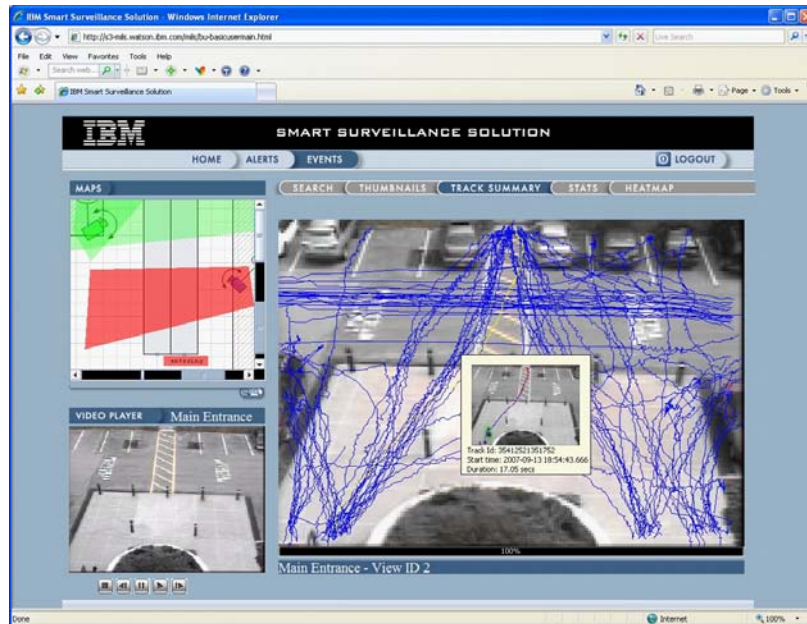 IBM Smart Surveillance Solution - Windows Internet Explorer
http://s3-mils.watson.ibm.com/mils/bu-basicusermain.html
Live Search
File Edit View Favorites Tools Help
Search web...
IBM Smart Surveillance Solution
Page Tools
IBM
SMART SURVEILLANCE SOLUTION
HOME ALERTS EVENTS
LOGOUT
MAPS
SEARCH THUMBNAILS TRACK SUMMARY STATS HEATMAP
VIDEO PLAYER Main Entrance
Track Id: 35412521351752
Start time: 2007-09-13 18:54:43.666
Duration: 17.05 secs
100%
Main Entrance - View ID 2
Done
Internet
100%